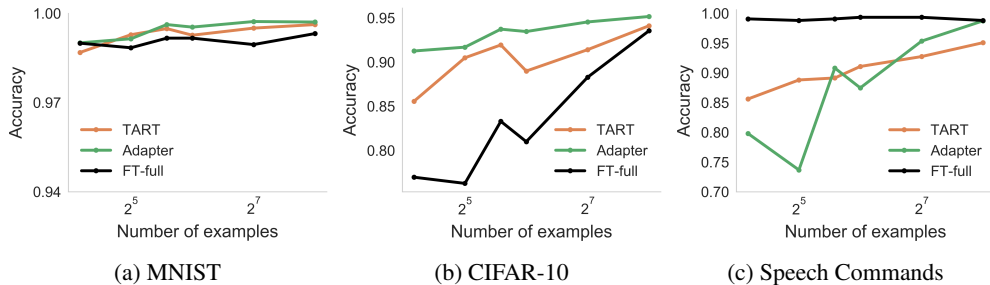 Accuracy
1.00
0.97
0.94
TART
Adapter
FT-full
2^5
2^7
Number of examples
(a) MNIST
Accuracy
0.95
0.90
0.85
0.80
TART
Adapter
FT-full
2^5
2^7
Number of examples
(b) CIFAR-10
Accuracy
1.00
0.95
0.90
0.85
0.80
0.75
0.70
TART
Adapter
FT-full
2^5
2^7
Number of examples
(c) Speech Commands